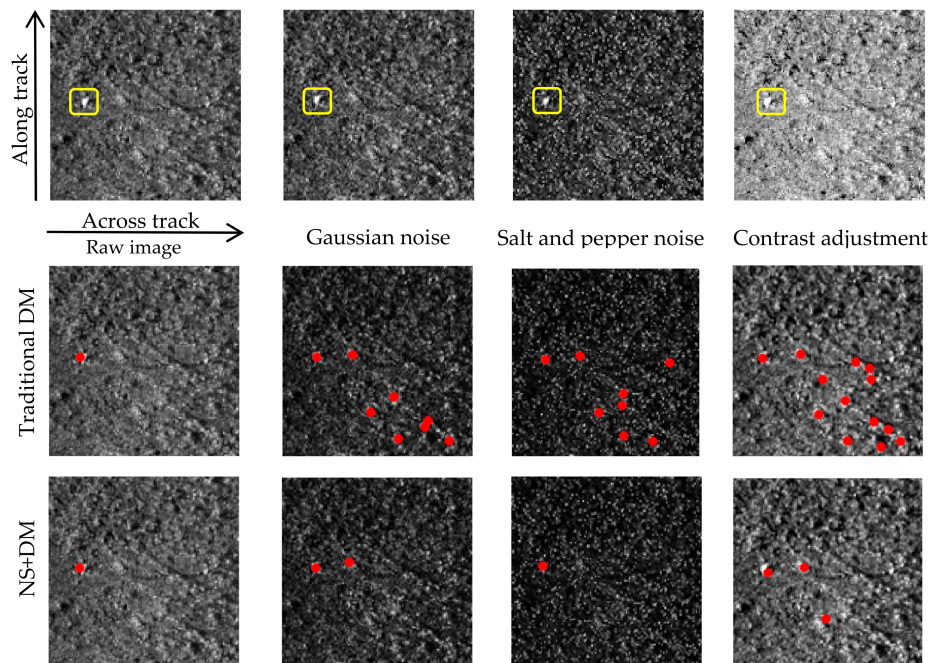 Along track
Across track
Raw image
Gaussian noise
Salt and pepper noise
Contrast adjustment
Traditional DM
NS+DM